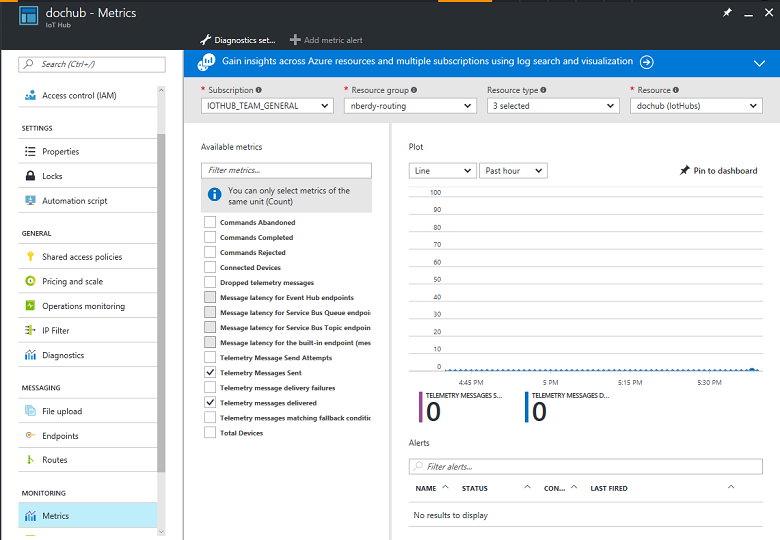 dochub - Metrics
IoT Hub
Diagnostics set...
Add metric alert
Search (Ctrl+/)
Access control (IAM)
SETTINGS
Properties
Locks
Automation script
GENERAL
Shared access policies
Pricing and scale
Operations monitoring
IP Filter
Diagnostics
MESSAGING
File upload
Endpoints
Routes
MONITORING
Metrics
Gain insights across Azure resources and multiple subscriptions using log search and visualization
* Subscription
* Resource group
Resource type
* Resource
IOTHUB_TEAM_GENERAL
nberdy-routing
3 selected
dochub (IotHubs)
Available metrics
Filter metrics...
You can only select metrics of the
same unit (Count)
Commands Abandoned
Commands Completed
Commands Rejected
Connected Devices
Dropped telemetry messages
Message latency for Event Hub endpoints
Message latency for Service Bus Queue endpoin
Message latency for Service Bus Topic endpoin
Message latency for the built-in endpoint (mes
Telemetry Message Send Attempts
Telemetry Messages Sent
Telemetry message delivery failures
Telemetry messages delivered
Telemetry messages matching fallback conditio
Total Devices
Plot
Line
Past hour
Pin to dashboard
100
90
80
70
60
50
40
30
20
10
0
4:45 PM
5 PM
5:15 PM
5:30 PM
TELEMETRY MESSAGES S...
0
TELEMETRY MESSAGES D...
0
Alerts
Filter alerts...
NAME
STATUS
CON...
LAST FIRED
No results to display